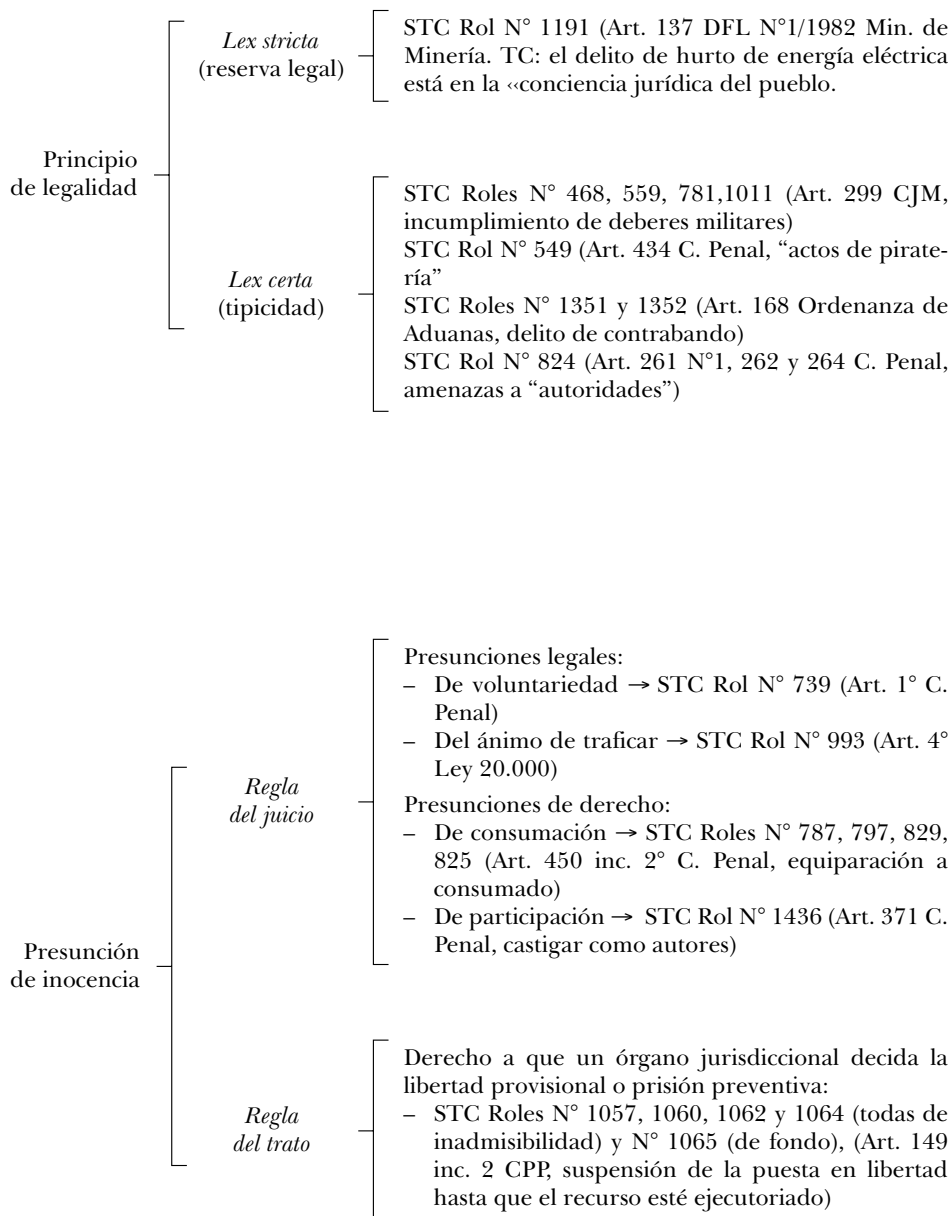 Principio
de legalidad
Lex stricta
(reserva legal)
STC Rol N° 1191 (Art. 137 DFL N°1/1982 Min. de
Minería. TC: el delito de hurto de energía eléctrica
está en la ‹‹conciencia jurídica del pueblo.
Lex certa
(tipicidad)
STC Roles N° 468, 559, 781,1011 (Art. 299 CJM,
incumplimiento de deberes militares)
STC Rol N° 549 (Art. 434 C. Penal, “actos de pirate-
ría”
STC Roles N° 1351 y 1352 (Art. 168 Ordenanza de
Aduanas, delito de contrabando)
STC Rol N° 824 (Art. 261 N°1, 262 y 264 C. Penal,
amenazas a “autoridades”)
Presunción
de inocencia
Regla
del juicio
Presunciones legales:
– De voluntariedad → STC Rol N° 739 (Art. 1° C.
Penal)
– Del ánimo de traficar → STC Rol N° 993 (Art. 4°
Ley 20.000)
Presunciones de derecho:
– De consumación → STC Roles N° 787, 797, 829,
825 (Art. 450 inc. 2° C. Penal, equiparación a
consumado)
– De participación → STC Rol N° 1436 (Art. 371 C.
Penal, castigar como autores)
Regla
del trato
Derecho a que un órgano jurisdiccional decida la
libertad provisional o prisión preventiva:
– STC Roles N° 1057, 1060, 1062 y 1064 (todas de
inadmisibilidad) y N° 1065 (de fondo), (Art. 149
inc. 2 CPP, suspensión de la puesta en libertad
hasta que el recurso esté ejecutoriado)